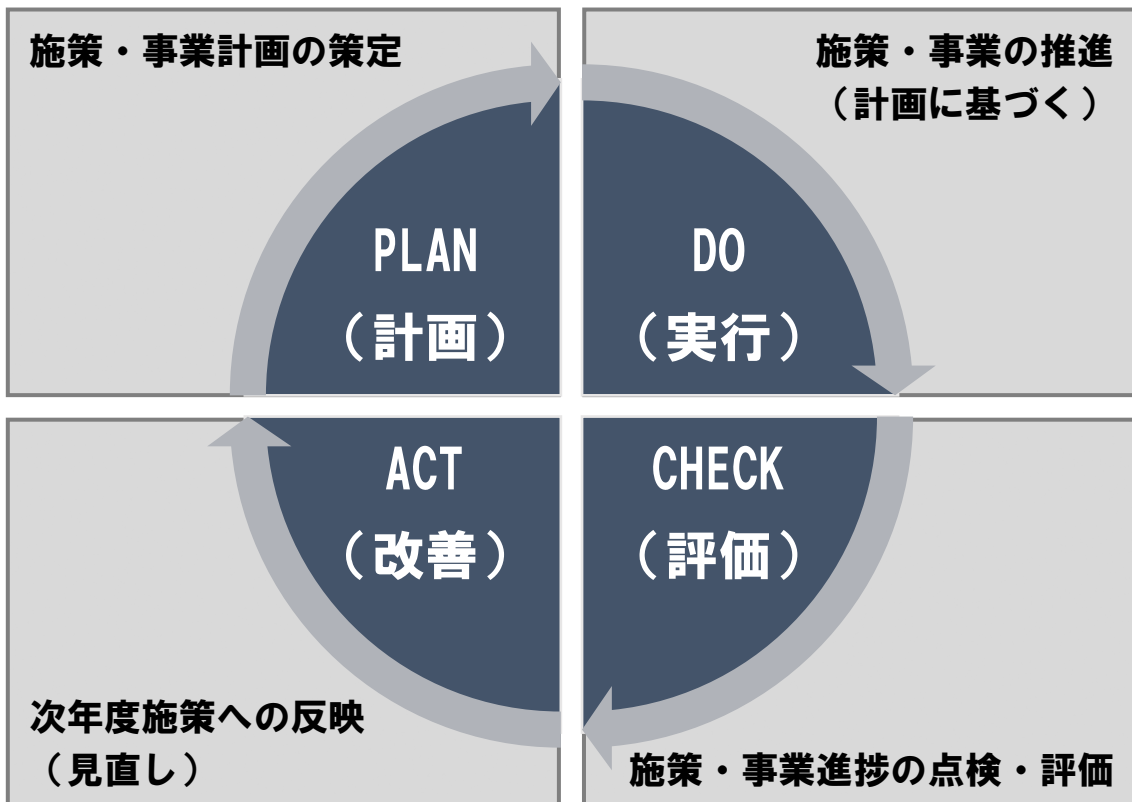 施策・事業計画の策定
PLAN
（計画）
施策・事業の推進
（計画に基づく）
DO
（実行）
ACT
（改善）
次年度施策への反映
（見直し）
CHECK
（評価）
施策・事業進捗の点検・評価